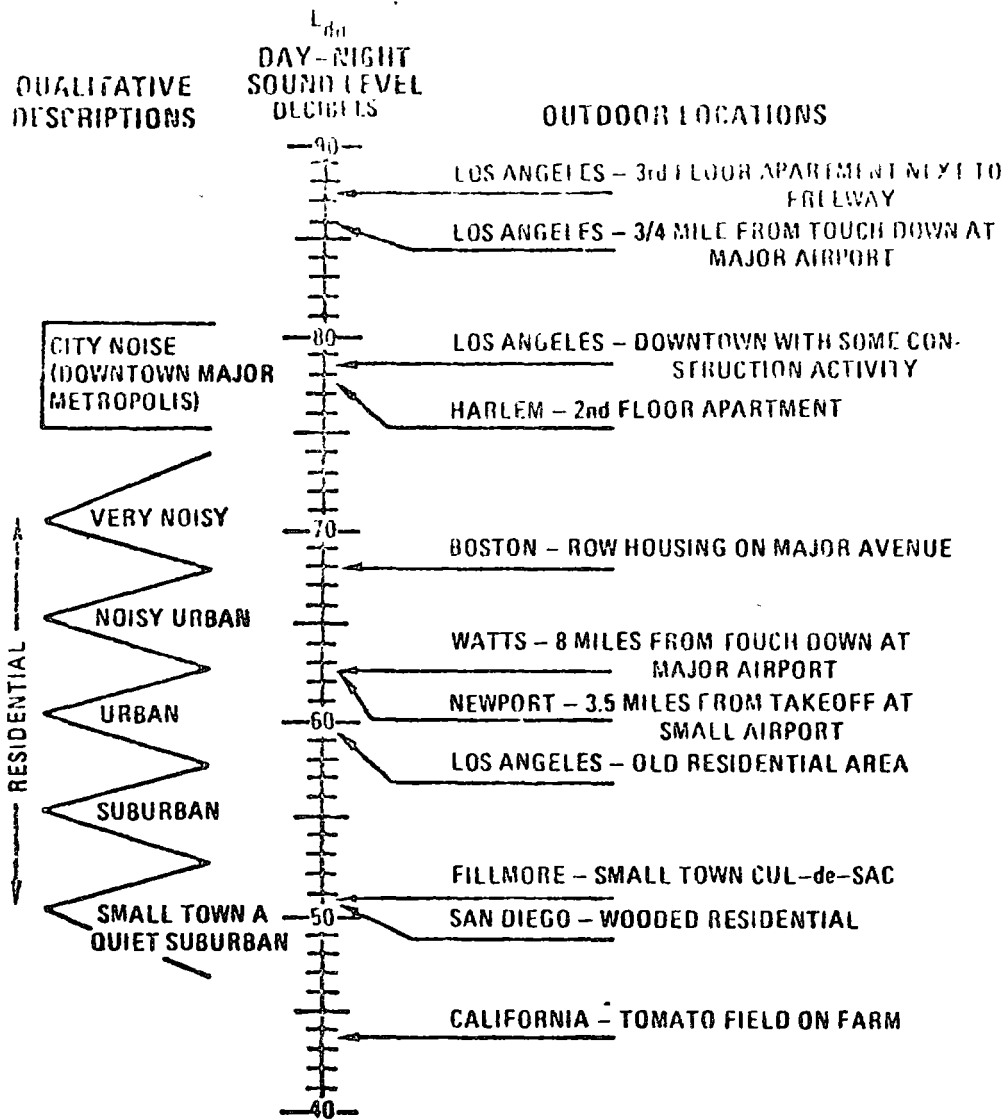 L_dn
DAY–NIGHT
SOUND LEVEL
DECIBELS
QUALITATIVE
DESCRIPTIONS
OUTDOOR LOCATIONS
90
LOS ANGELES – 3rd FLOOR APARTMENT NEXT TO
FREEWAY
LOS ANGELES – 3/4 MILE FROM TOUCH DOWN AT
MAJOR AIRPORT
80
CITY NOISE
(DOWNTOWN MAJOR
METROPOLIS)
LOS ANGELES – DOWNTOWN WITH SOME CON-
STRUCTION ACTIVITY
HARLEM – 2nd FLOOR APARTMENT
VERY NOISY
70
BOSTON – ROW HOUSING ON MAJOR AVENUE
NOISY URBAN
WATTS – 8 MILES FROM TOUCH DOWN AT
MAJOR AIRPORT
RESIDENTIAL
URBAN
NEWPORT – 3.5 MILES FROM TAKEOFF AT
SMALL AIRPORT
60
LOS ANGELES – OLD RESIDENTIAL AREA
SUBURBAN
FILLMORE – SMALL TOWN CUL–de–SAC
SMALL TOWN A
QUIET SUBURBAN
50
SAN DIEGO – WOODED RESIDENTIAL
CALIFORNIA – TOMATO FIELD ON FARM
40